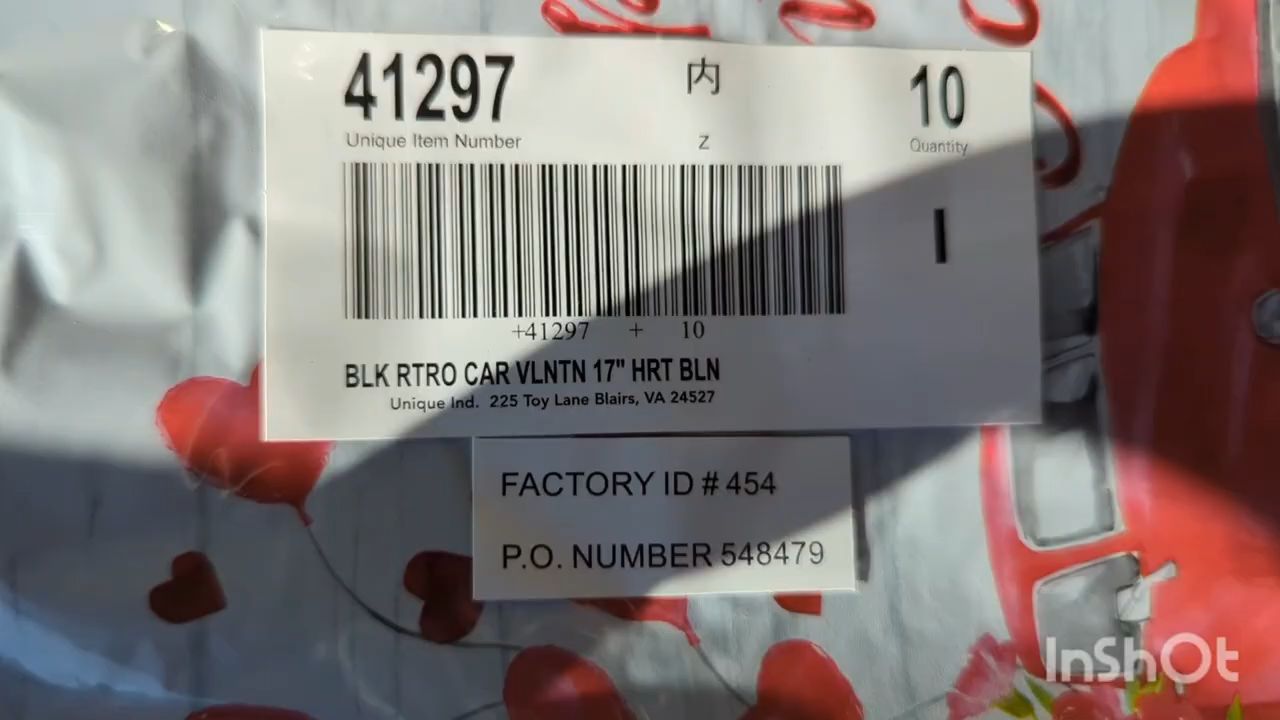 41297 内 10
Unique Item Number Z Quantity
+41297 + 10
BLK RTRO CAR VLNTN 17" HRT BLN
Unique Ind. 225 Toy Lane Blairs, VA 24527
FACTORY ID # 454
P.O. NUMBER 548479
InShOt